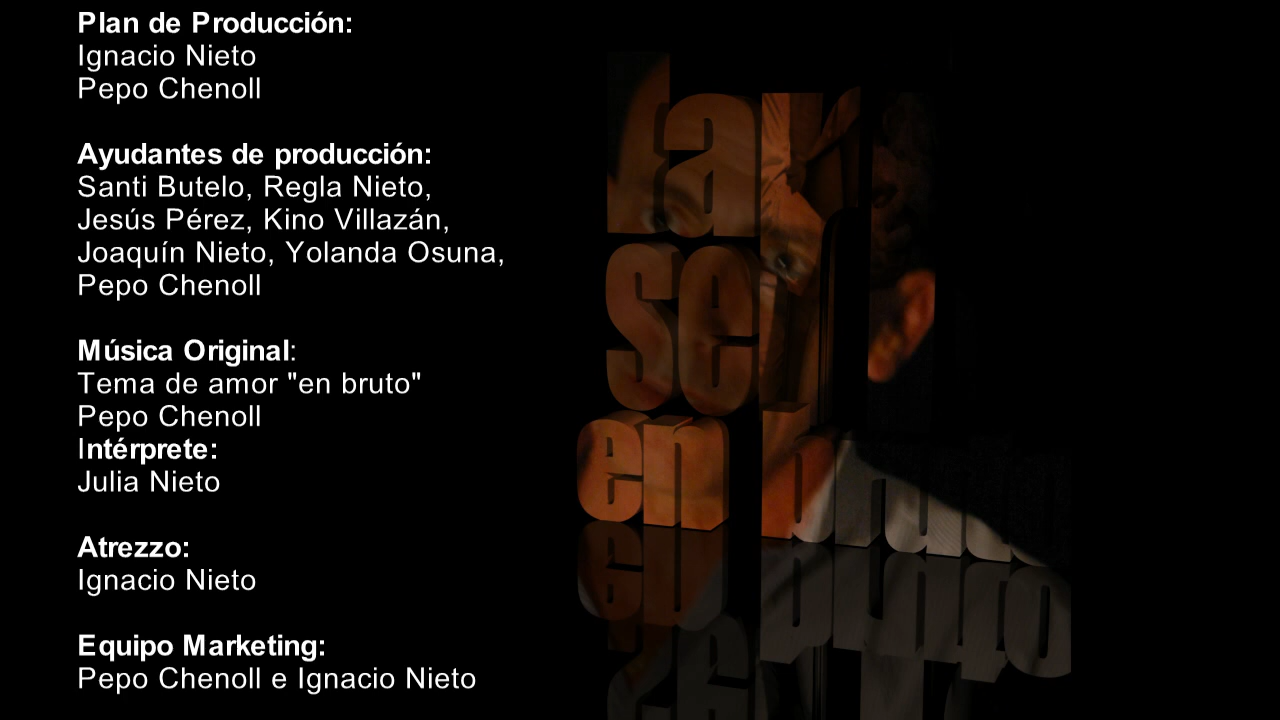 Plan de Producción:
Ignacio Nieto
Pepo Chenoll
Ayudantes de producción:
Santi Butelo, Regla Nieto,
Jesús Pérez, Kino Villazán,
Joaquín Nieto, Yolanda Osuna,
Pepo Chenoll
Música Original:
Tema de amor "en bruto"
Pepo Chenoll
Intérprete:
Julia Nieto
Atrezzo:
Ignacio Nieto
Equipo Marketing:
Pepo Chenoll e Ignacio Nieto
en bruto